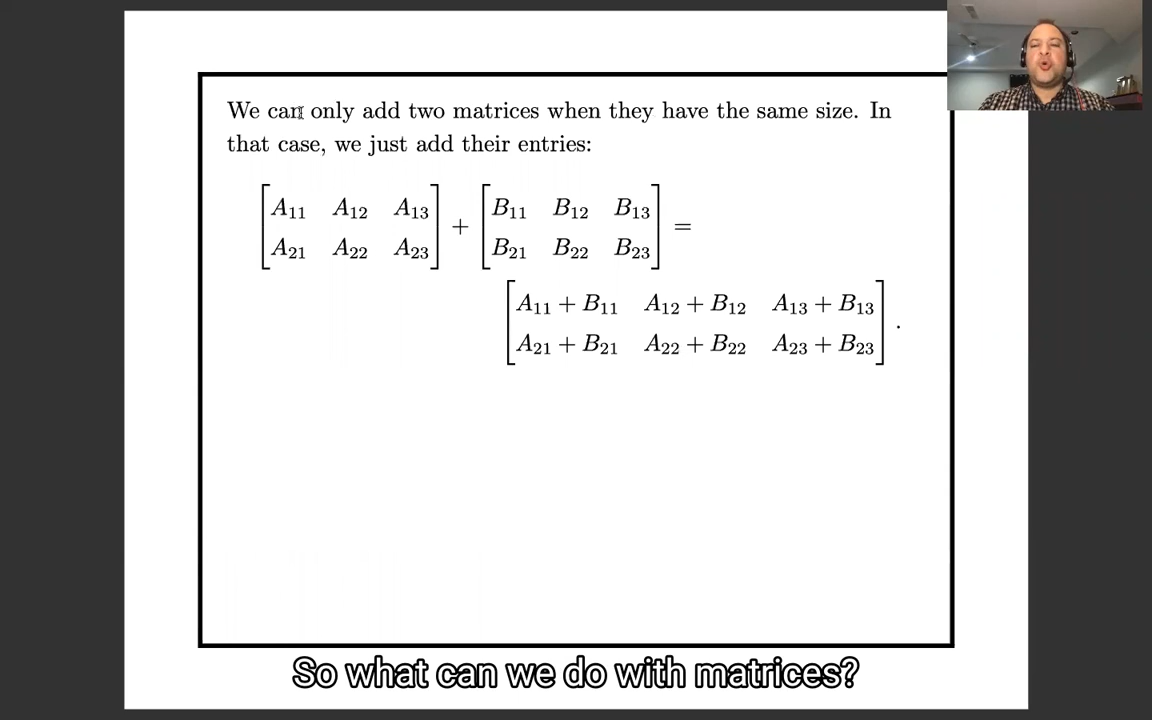 We can only add two matrices when they have the same size. In
that case, we just add their entries:
[A₁₁ A₁₂ A₁₃] + [B₁₁ B₁₂ B₁₃] =
[A₂₁ A₂₂ A₂₃] [B₂₁ B₂₂ B₂₃]
[A₁₁ + B₁₁ A₁₂ + B₁₂ A₁₃ + B₁₃]
[A₂₁ + B₂₁ A₂₂ + B₂₂ A₂₃ + B₂₃].
So what can we do with matrices?